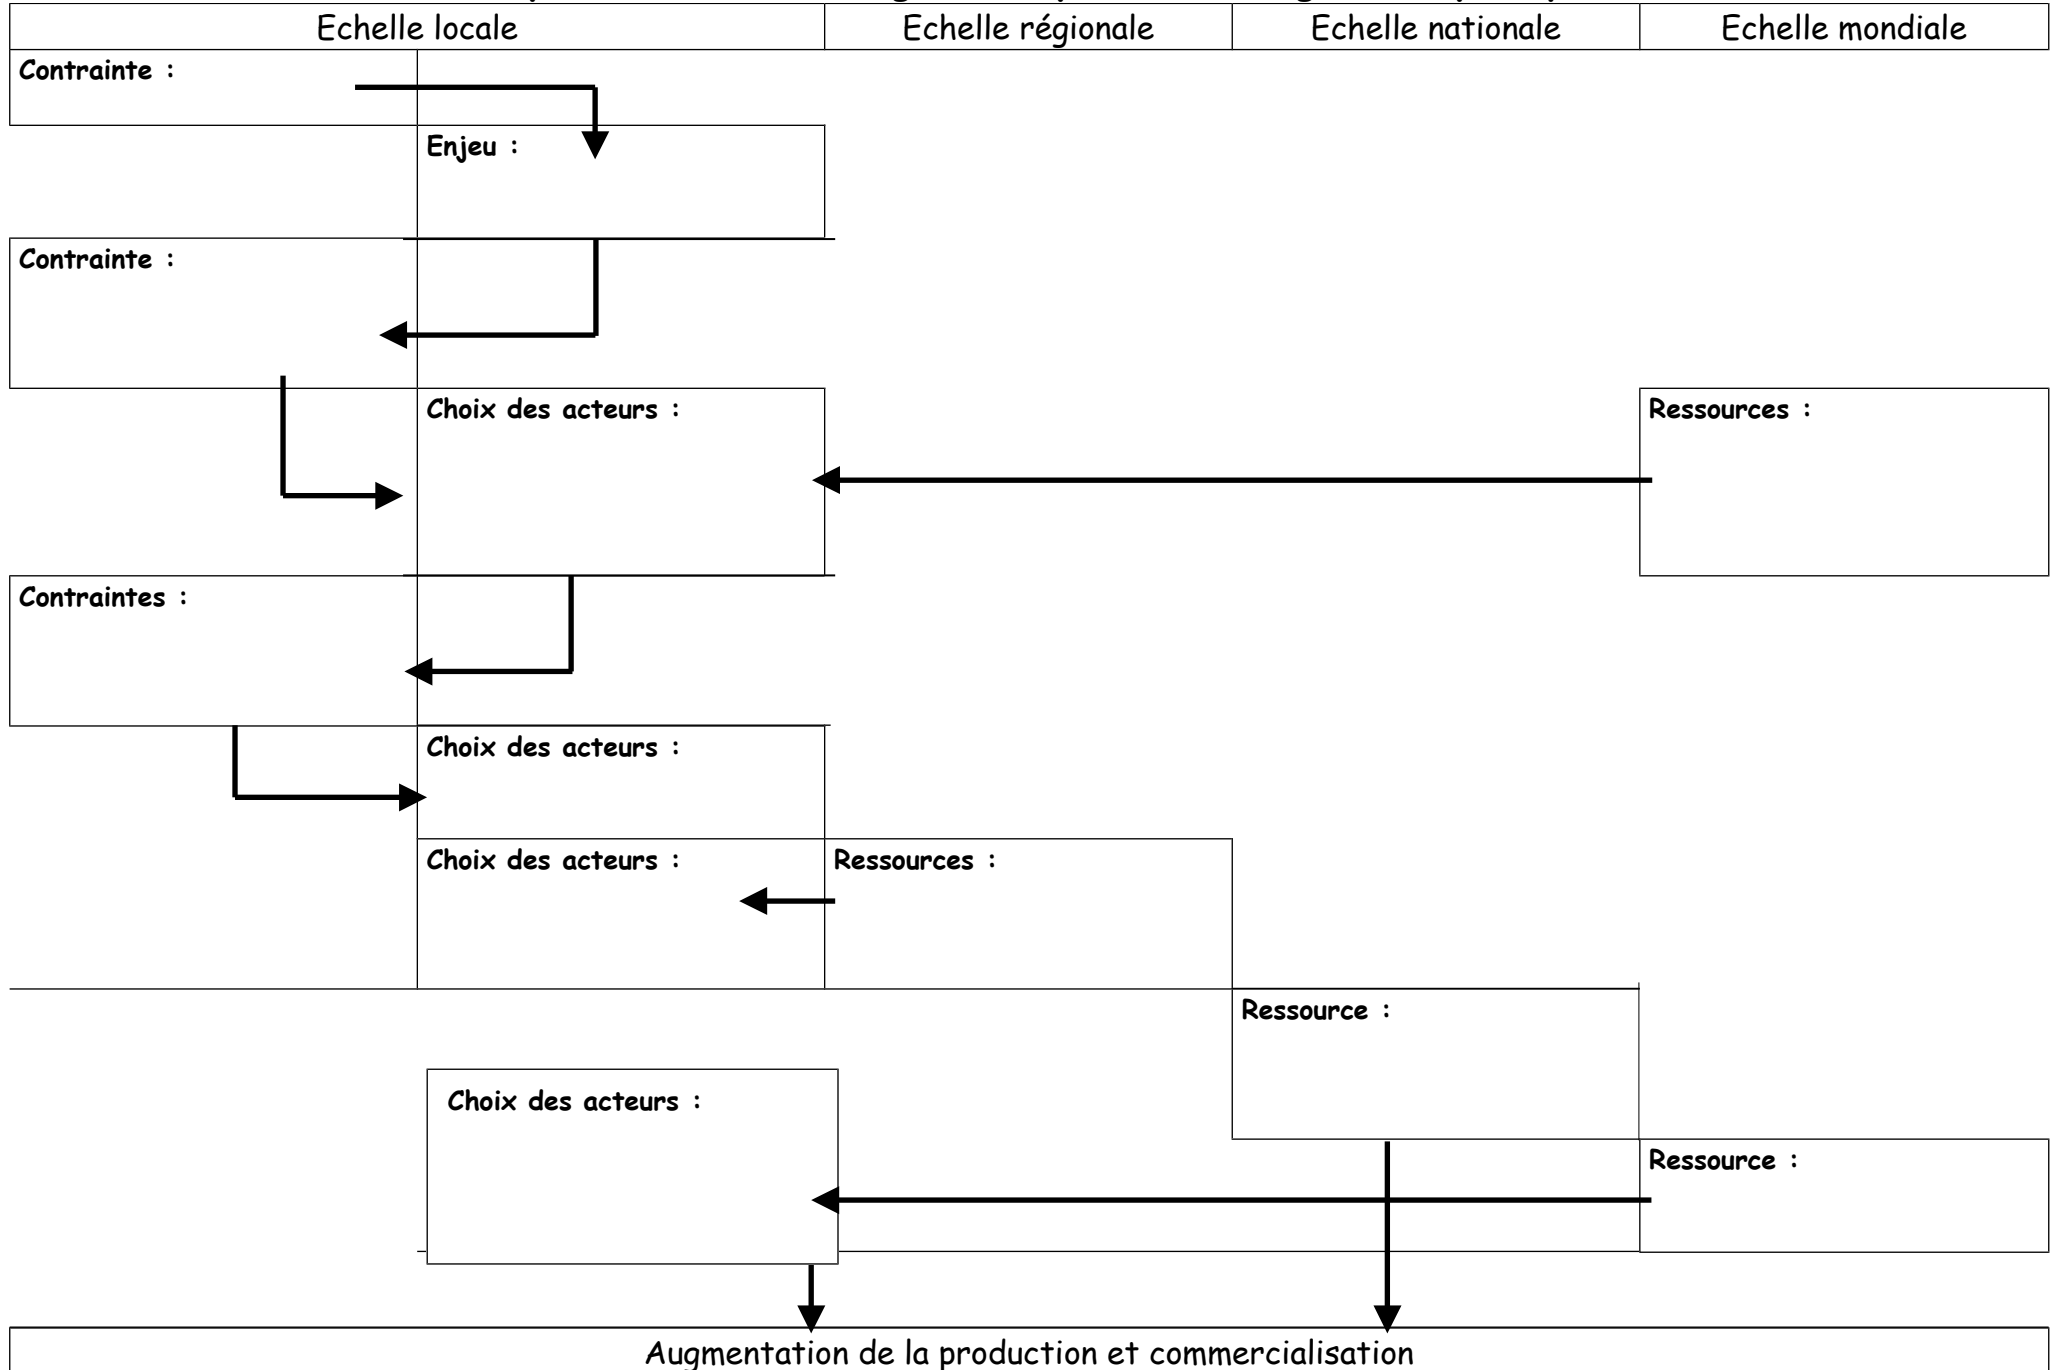 Echelle locale
Echelle régionale
Echelle nationale
Echelle mondiale
Contrainte :
Enjeu :
Contrainte :
Choix des acteurs :
Ressources :
Contraintes :
Choix des acteurs :
Choix des acteurs :
Ressources :
Ressource :
Choix des acteurs :
Ressource :
Augmentation de la production et commercialisation